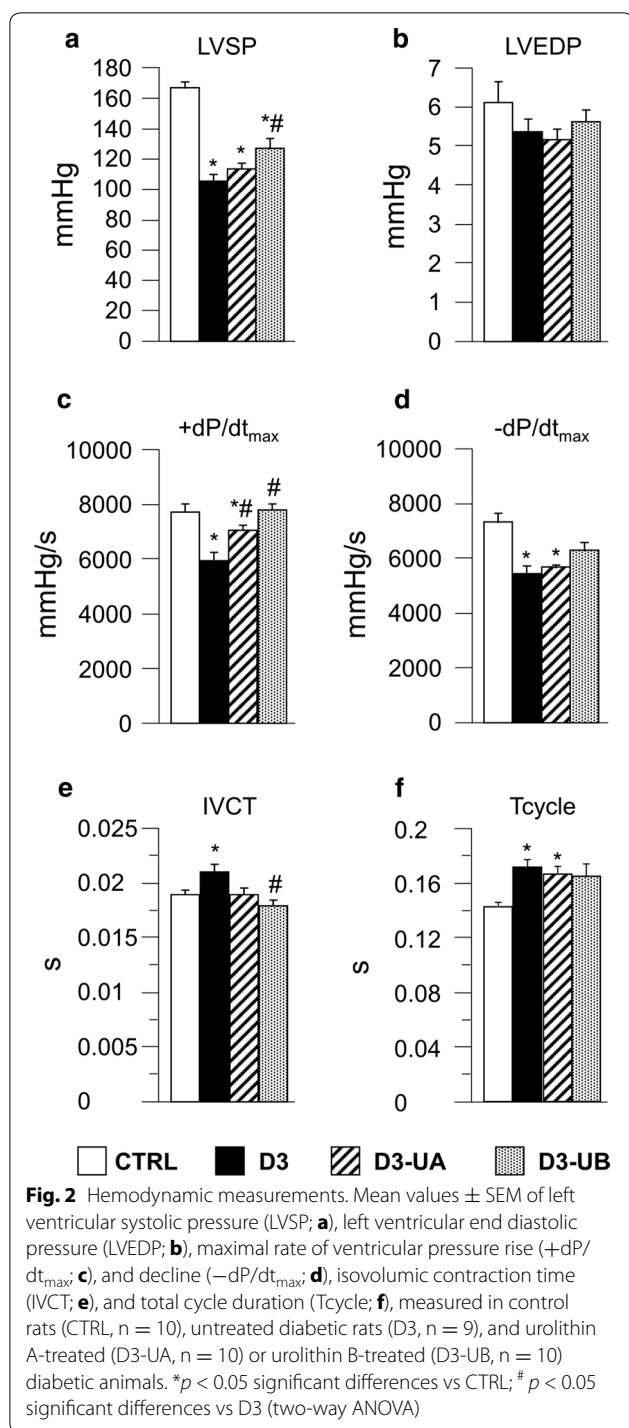 a
LVSP
mmHg
180
160
140
120
100
80
60
40
20
0
*
*
*#
b
LVEDP
mmHg
7
6
5
4
3
2
1
0
c
+dP/dtmax
mmHg/s
10000
8000
6000
4000
2000
0
*
*#
#
d
-dP/dtmax
mmHg/s
10000
8000
6000
4000
2000
0
*
*
e
IVCT
s
0.025
0.02
0.015
0.01
0.005
0
*
#
f
Tcycle
s
0.2
0.16
0.12
0.08
0.04
0
*
*
CTRL D3 D3-UA D3-UB
Fig. 2 Hemodynamic measurements. Mean values ± SEM of left
ventricular systolic pressure (LVSP; a), left ventricular end diastolic
pressure (LVEDP; b), maximal rate of ventricular pressure rise (+dP/
dtmax; c), and decline (−dP/dtmax; d), isovolumic contraction time
(IVCT; e), and total cycle duration (Tcycle; f), measured in control
rats (CTRL, n = 10), untreated diabetic rats (D3, n = 9), and urolithin
A-treated (D3-UA, n = 10) or urolithin B-treated (D3-UB, n = 10)
diabetic animals. *p < 0.05 significant differences vs CTRL; # p < 0.05
significant differences vs D3 (two-way ANOVA)